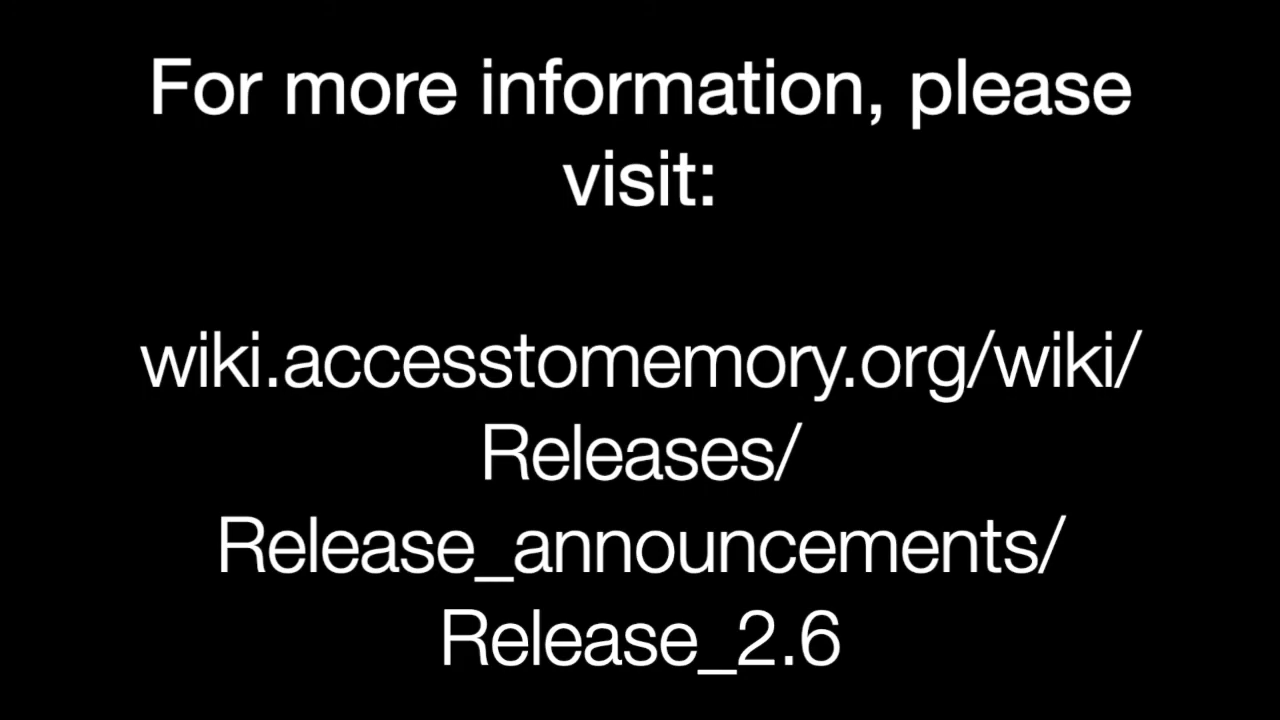 For more information, please
visit:
wiki.accesstomemory.org/wiki/
Releases/
Release_announcements/
Release_2.6